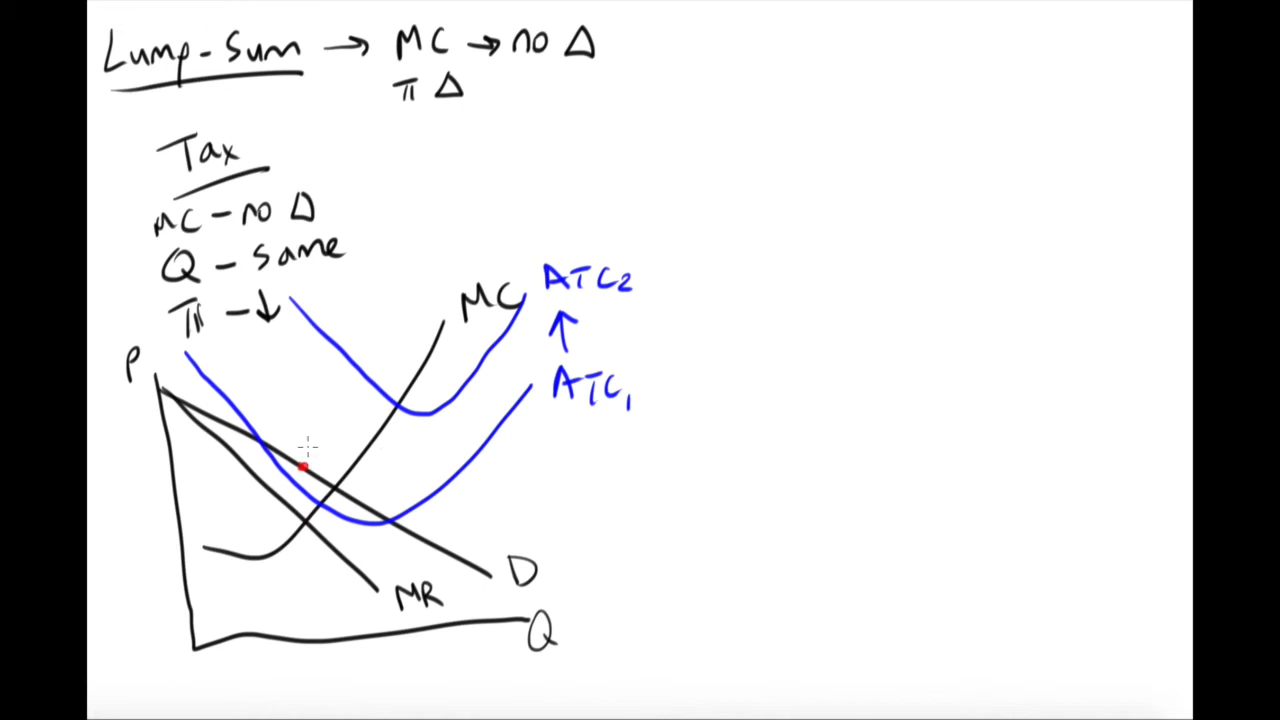 Lump-Sum → MC → no Δ
π Δ
Tax
MC - no Δ
Q - same
π - ↓
MC
ATC2
↑
ATC1
P
D
MR
Q